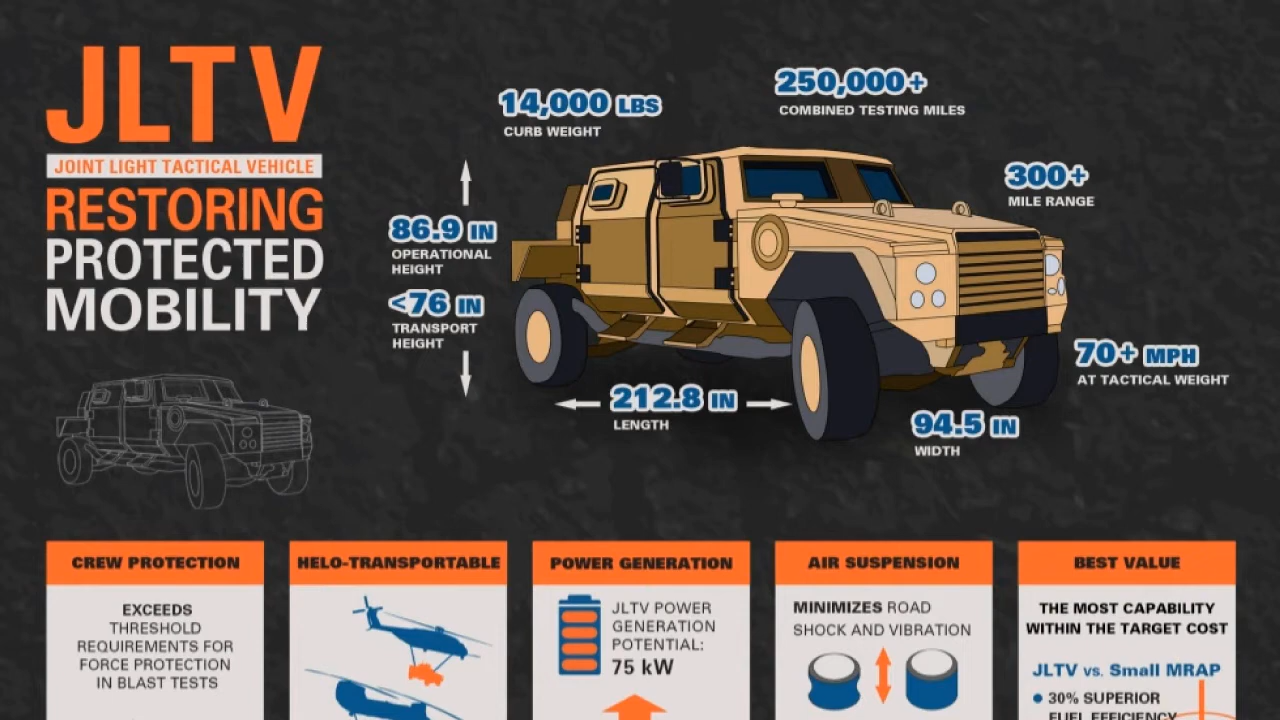 JLTV
JOINT LIGHT TACTICAL VEHICLE
RESTORING
PROTECTED
MOBILITY
14,000 LBS
CURB WEIGHT
250,000+
COMBINED TESTING MILES
300+
MILE RANGE
86.9 IN
OPERATIONAL
HEIGHT
<76 IN
TRANSPORT
HEIGHT
70+ MPH
AT TACTICAL WEIGHT
212.8 IN
LENGTH
94.5 IN
WIDTH
CREW PROTECTION
EXCEEDS
THRESHOLD
REQUIREMENTS FOR
FORCE PROTECTION
IN BLAST TESTS
HELO-TRANSPORTABLE
POWER GENERATION
JLTV POWER
GENERATION
POTENTIAL:
75 kW
AIR SUSPENSION
MINIMIZES ROAD
SHOCK AND VIBRATION
BEST VALUE
THE MOST CAPABILITY
WITHIN THE TARGET COST
JLTV vs. Small MRAP
• 30% SUPERIOR
FUEL EFFICIENCY